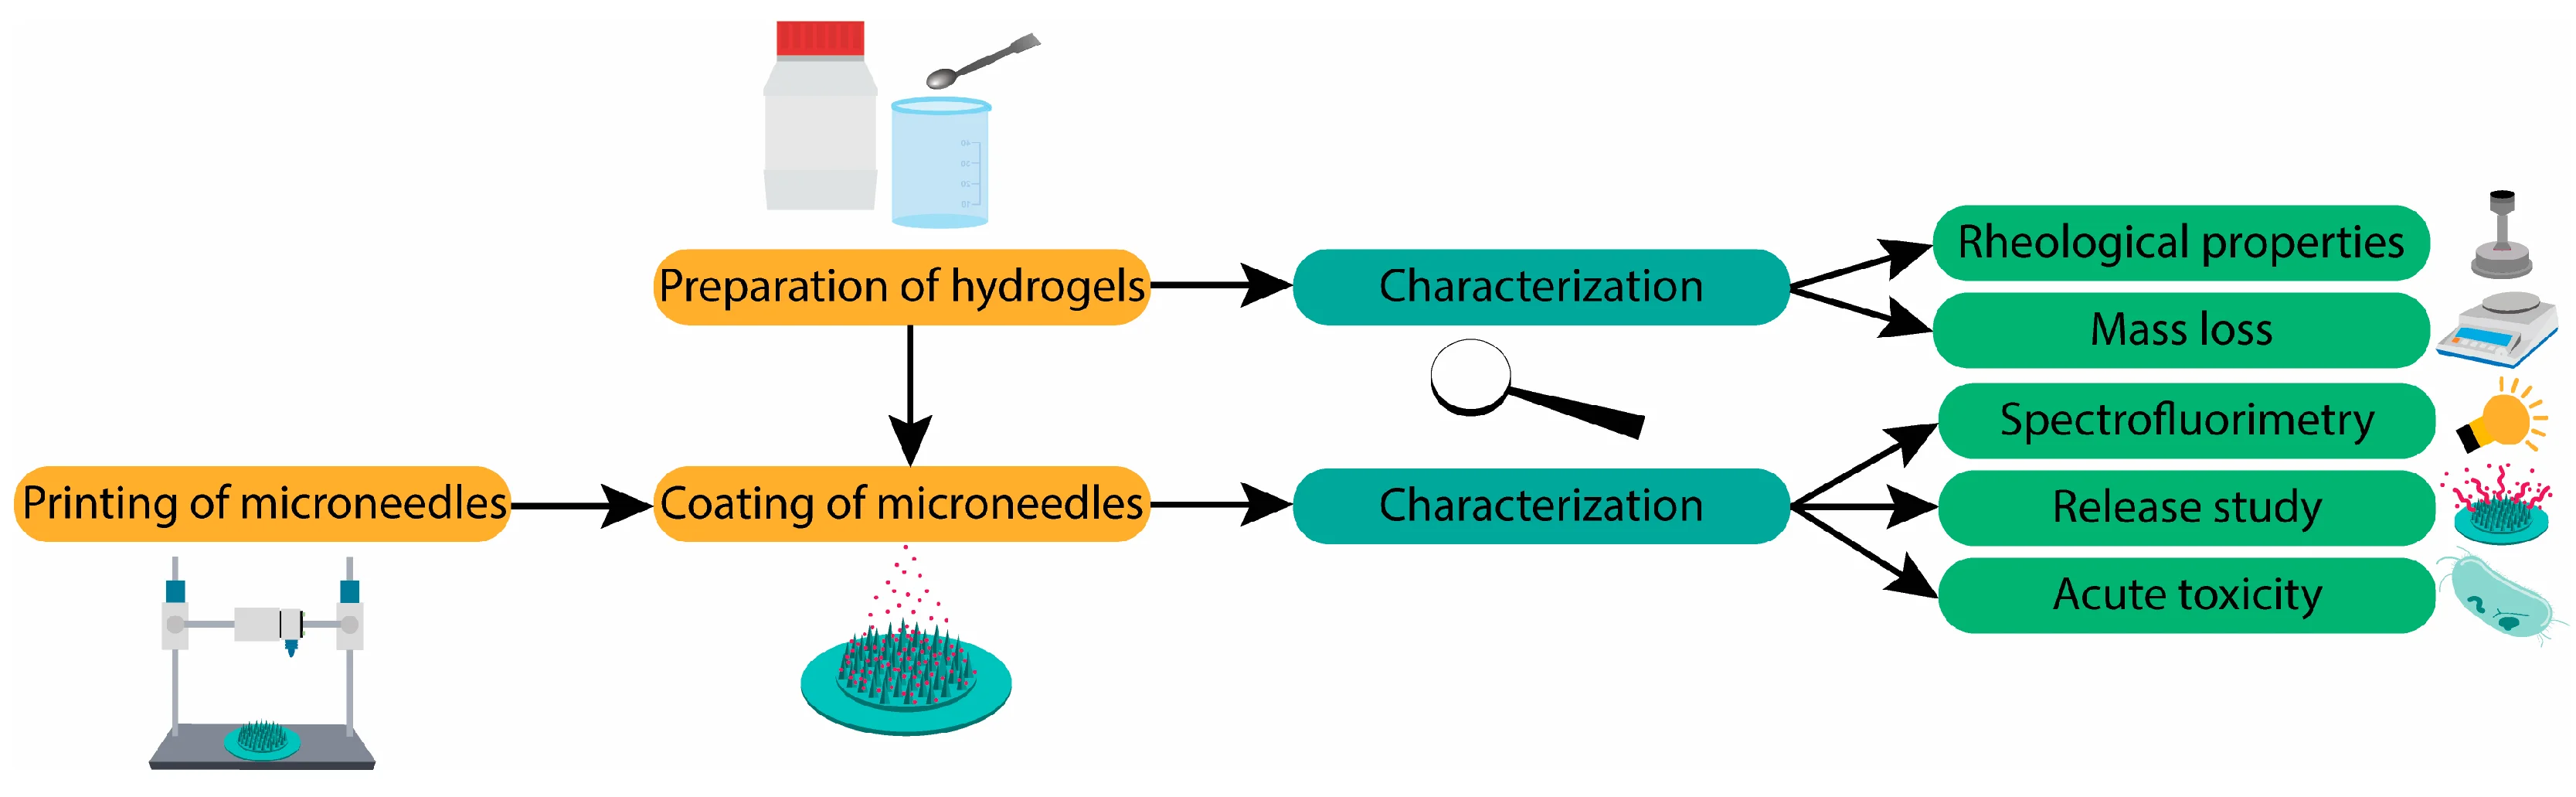 Preparation of hydrogels
Characterization
Rheological properties
Mass loss
Printing of microneedles
Coating of microneedles
Characterization
Spectrofluorimetry
Release study
Acute toxicity